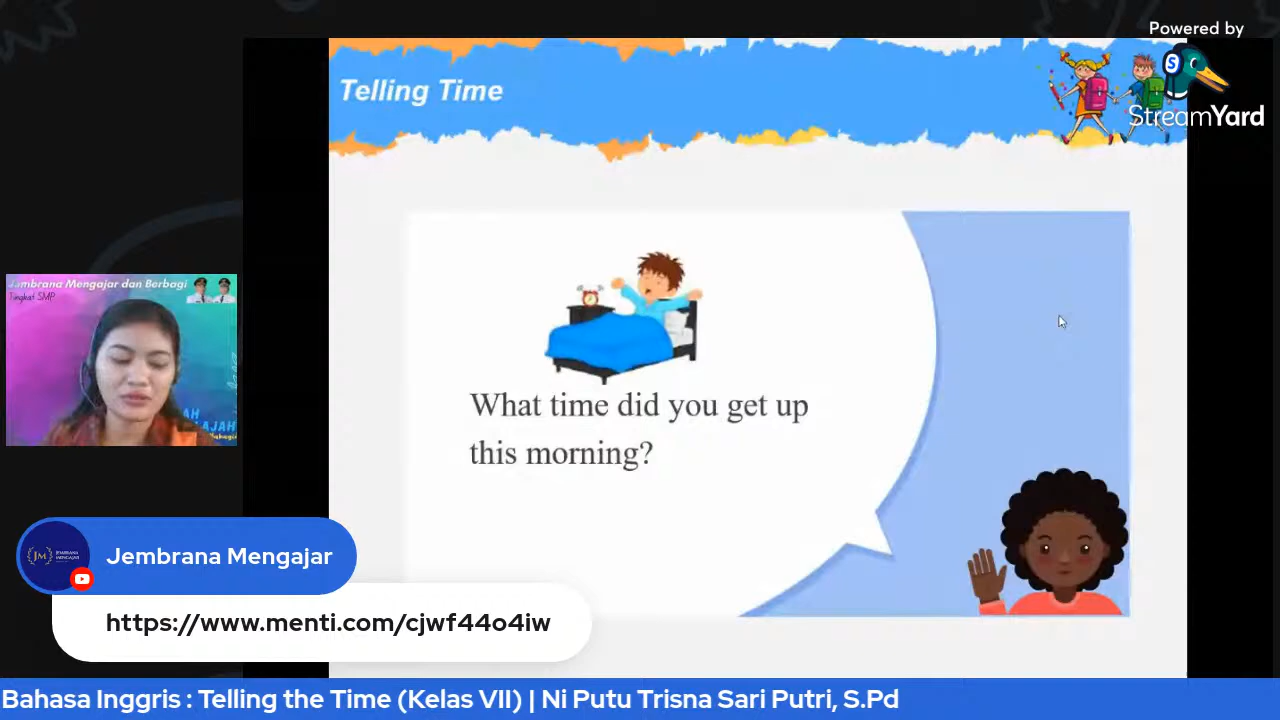 Powered by
StreamYard
Telling Time
Jembrana Mengajar dan Berbagi
Tingkat SMP
What time did you get up
this morning?
JM
Jembrana Mengajar
https://www.menti.com/cjwf44o4iw
Bahasa Inggris : Telling the Time (Kelas VII) | Ni Putu Trisna Sari Putri, S.Pd